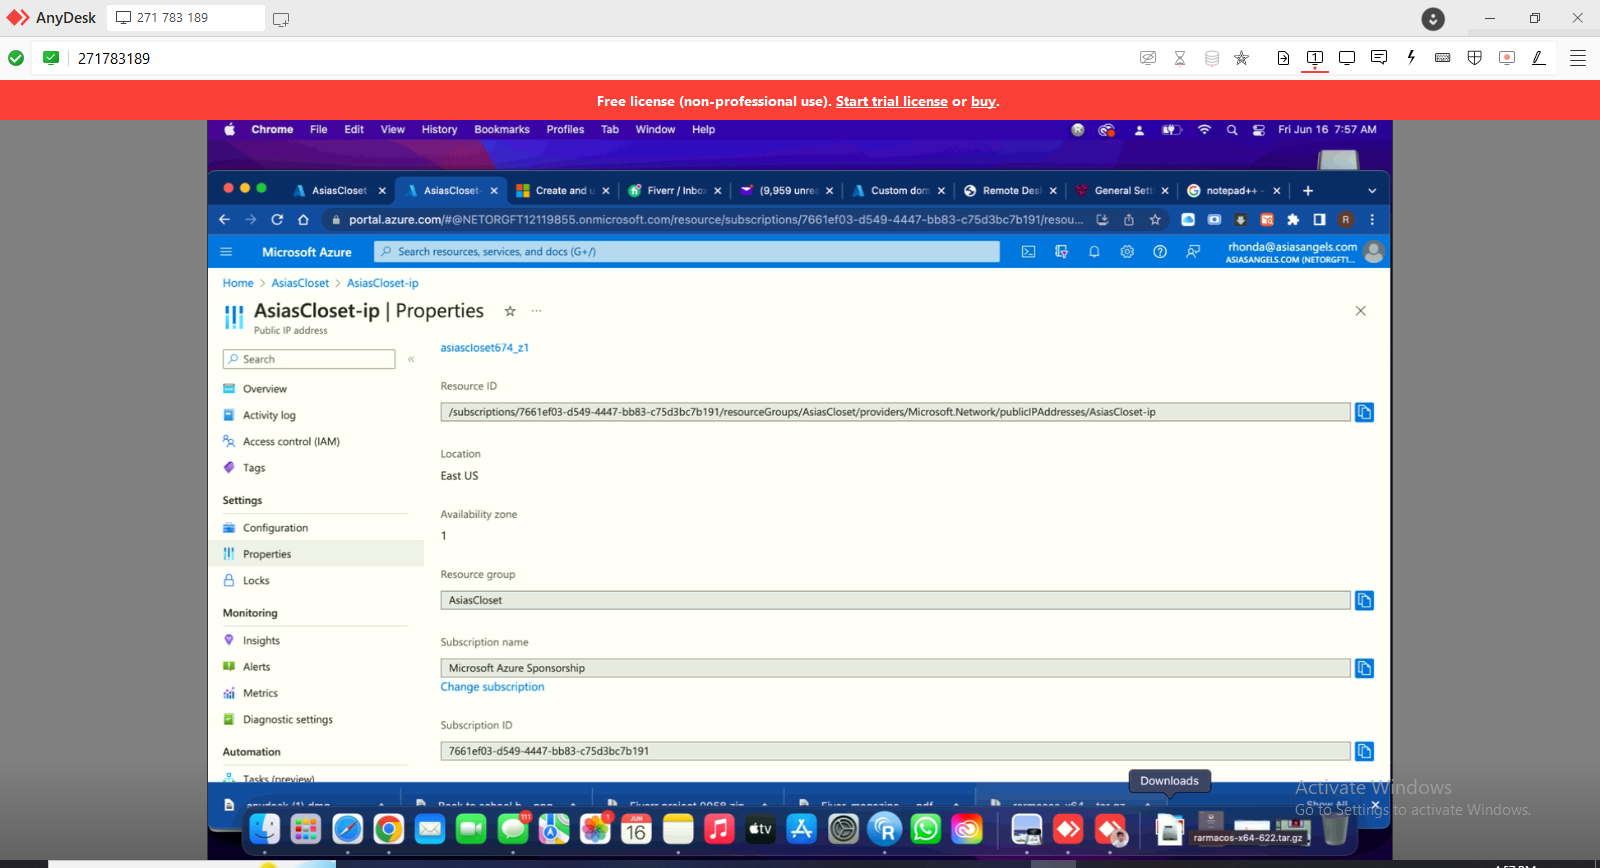 AnyDesk
271 783 189
271783189
Free license (non-professional use). Start trial license or buy.
Chrome File Edit View History Bookmarks Profiles Tab Window Help
Fri Jun 16 7:57 AM
AsiasCloset
AsiasCloset-
Create and u
Fiverr / Inbo
(9,959 unrea
Custom dom
Remote Des
General Sett
notepad++ -
portal.azure.com/#@NETORGFT12119855.onmicrosoft.com/resource/subscriptions/7661ef03-d549-4447-bb83-c75d3bc7b191/resou...
R
Microsoft Azure
Search resources, services, and docs (G+/)
rhonda@asiasangels.com
ASIASANGELS.COM (NETORGFT1...
Home > AsiasCloset > AsiasCloset-ip
AsiasCloset-ip | Properties
Public IP address
Search
Overview
Activity log
Access control (IAM)
Tags
Settings
Configuration
Properties
Locks
Monitoring
Insights
Alerts
Metrics
Diagnostic settings
Automation
Tasks (preview)
asiascloset674_z1
Resource ID
/subscriptions/7661ef03-d549-4447-bb83-c75d3bc7b191/resourceGroups/AsiasCloset/providers/Microsoft.Network/publicIPAddresses/AsiasCloset-ip
Location
East US
Availability zone
1
Resource group
AsiasCloset
Subscription name
Microsoft Azure Sponsorship
Change subscription
Subscription ID
7661ef03-d549-4447-bb83-c75d3bc7b191
Downloads
Activate Windows
Go to Settings to activate Windows.
Show All
JUN
16
tv
rarmacos-x64-622.tar.gz